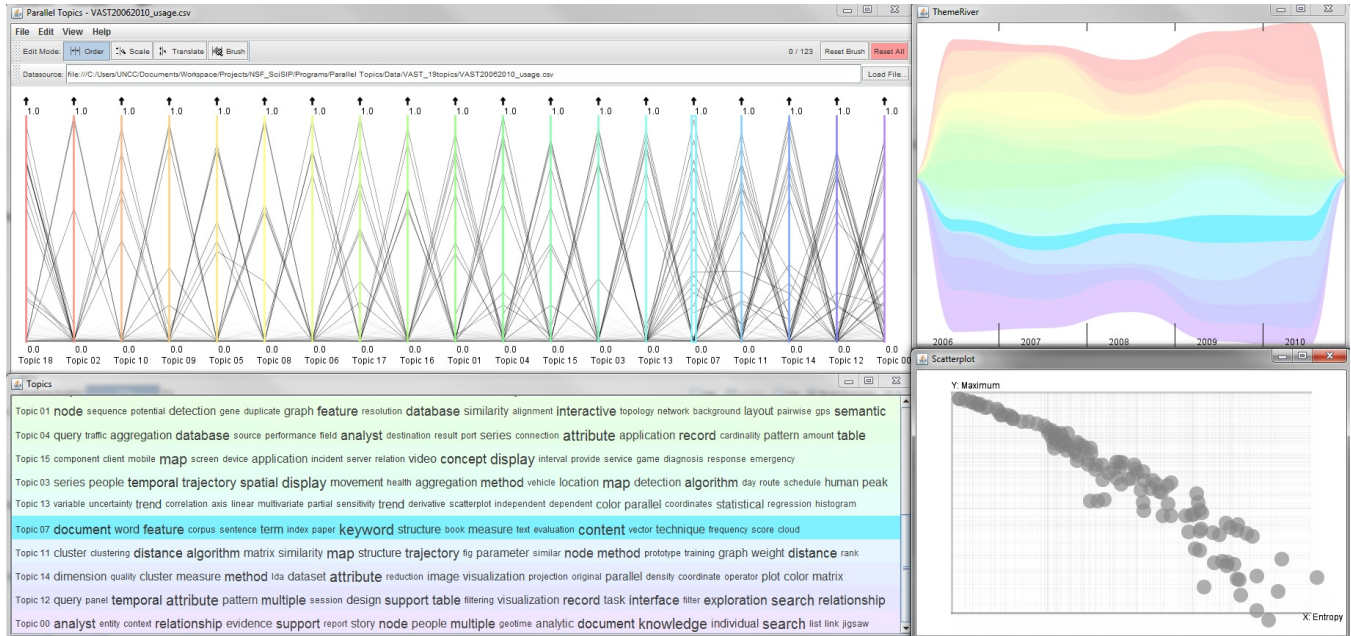 Parallel Topics - VAST20062010_usage.csv
File Edit View Help
Edit Mode: Order Scale Translate Brush 0 / 123 Reset Brush Reset All
Datasource: file:///C:/Users/UNCC/Documents/Workspace/Projects/NSF_SciSIP/Programs/Parallel Topics/Data/VAST_19topics/VAST20062010_usage.csv Load File...
1.0 1.0 1.0 1.0 1.0 1.0 1.0 1.0 1.0 1.0 1.0 1.0 1.0 1.0 1.0 1.0 1.0 1.0 1.0
0.0 0.0 0.0 0.0 0.0 0.0 0.0 0.0 0.0 0.0 0.0 0.0 0.0 0.0 0.0 0.0 0.0 0.0 0.0
Topic 18 Topic 02 Topic 10 Topic 09 Topic 05 Topic 08 Topic 06 Topic 17 Topic 16 Topic 01 Topic 04 Topic 15 Topic 03 Topic 13 Topic 07 Topic 11 Topic 14 Topic 12 Topic 00
ThemeRiver
2006 2007 2008 2009 2010
Topics
Topic 01 node sequence potential detection gene duplicate graph feature resolution database similarity alignment interactive topology network background layout pairwise gps semantic
Topic 04 query traffic aggregation database source performance field analyst destination result port series connection attribute application record cardinality pattern amount table
Topic 15 component client mobile map screen device application incident server relation video concept display interval provide service game diagnosis response emergency
Topic 03 series people temporal trajectory spatial display movement health aggregation method vehicle location map detection algorithm day route schedule human peak
Topic 13 variable uncertainty trend correlation axis linear multivariate partial sensitivity trend derivative scatterplot independent dependent color parallel coordinates statistical regression histogram
Topic 07 document word feature corpus sentence term index paper keyword structure book measure text evaluation content vector technique frequency score cloud
Topic 11 cluster clustering distance algorithm matrix similarity map structure trajectory fig parameter similar node method prototype training graph weight distance rank
Topic 14 dimension quality cluster measure method lda dataset attribute reduction image visualization projection original parallel density coordinate operator plot color matrix
Topic 12 query panel temporal attribute pattern multiple session design support table filtering visualization record task interface filter exploration search relationship
Topic 00 analyst entity context relationship evidence support report story node people multiple geotime analytic document knowledge individual search list link jigsaw
Scatterplot
Y: Maximum
X: Entropy